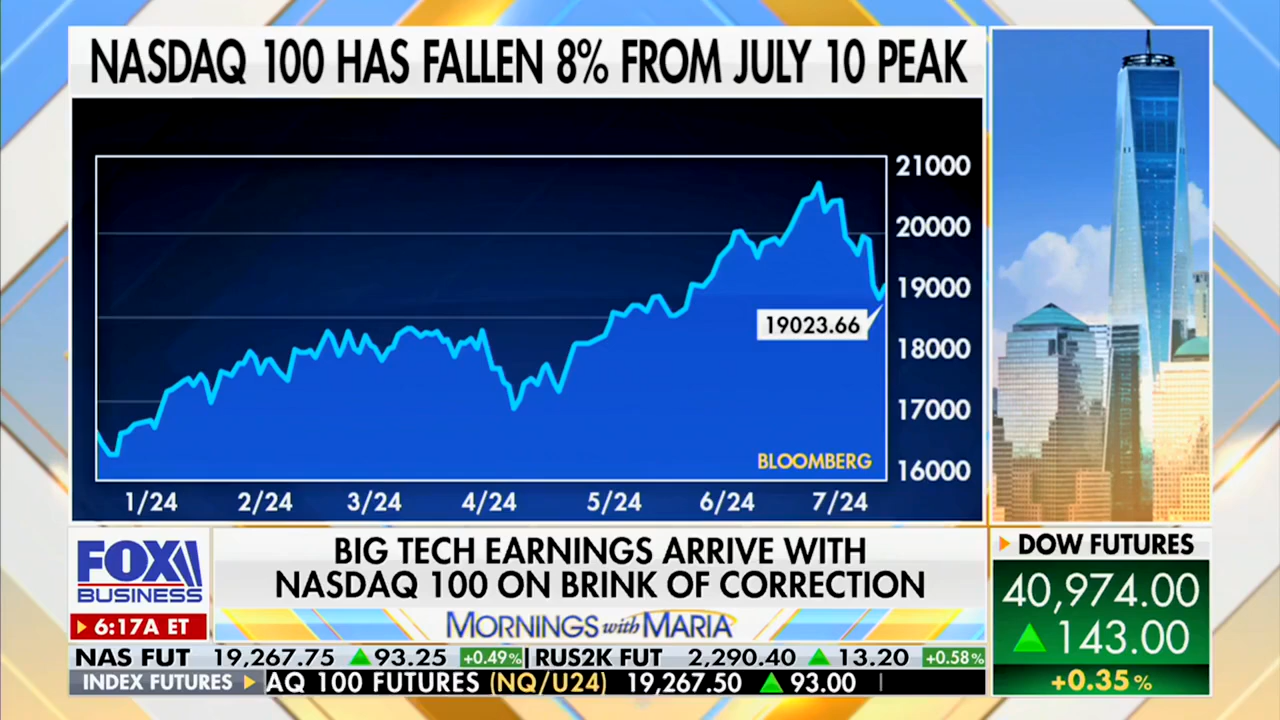 NASDAQ 100 HAS FALLEN 8% FROM JULY 10 PEAK
21000
20000
19000
19023.66
18000
17000
BLOOMBERG
16000
1/24 2/24 3/24 4/24 5/24 6/24 7/24
FOX
BUSINESS
6:17A ET
BIG TECH EARNINGS ARRIVE WITH
NASDAQ 100 ON BRINK OF CORRECTION
MORNINGS with MARIA
DOW FUTURES
40,974.00
143.00
+0.35%
NAS FUT 19,267.75 93.25 +0.49% RUS2K FUT 2,290.40 13.20 +0.58%
INDEX FUTURES AQ 100 FUTURES (NQ/U24) 19,267.50 93.00